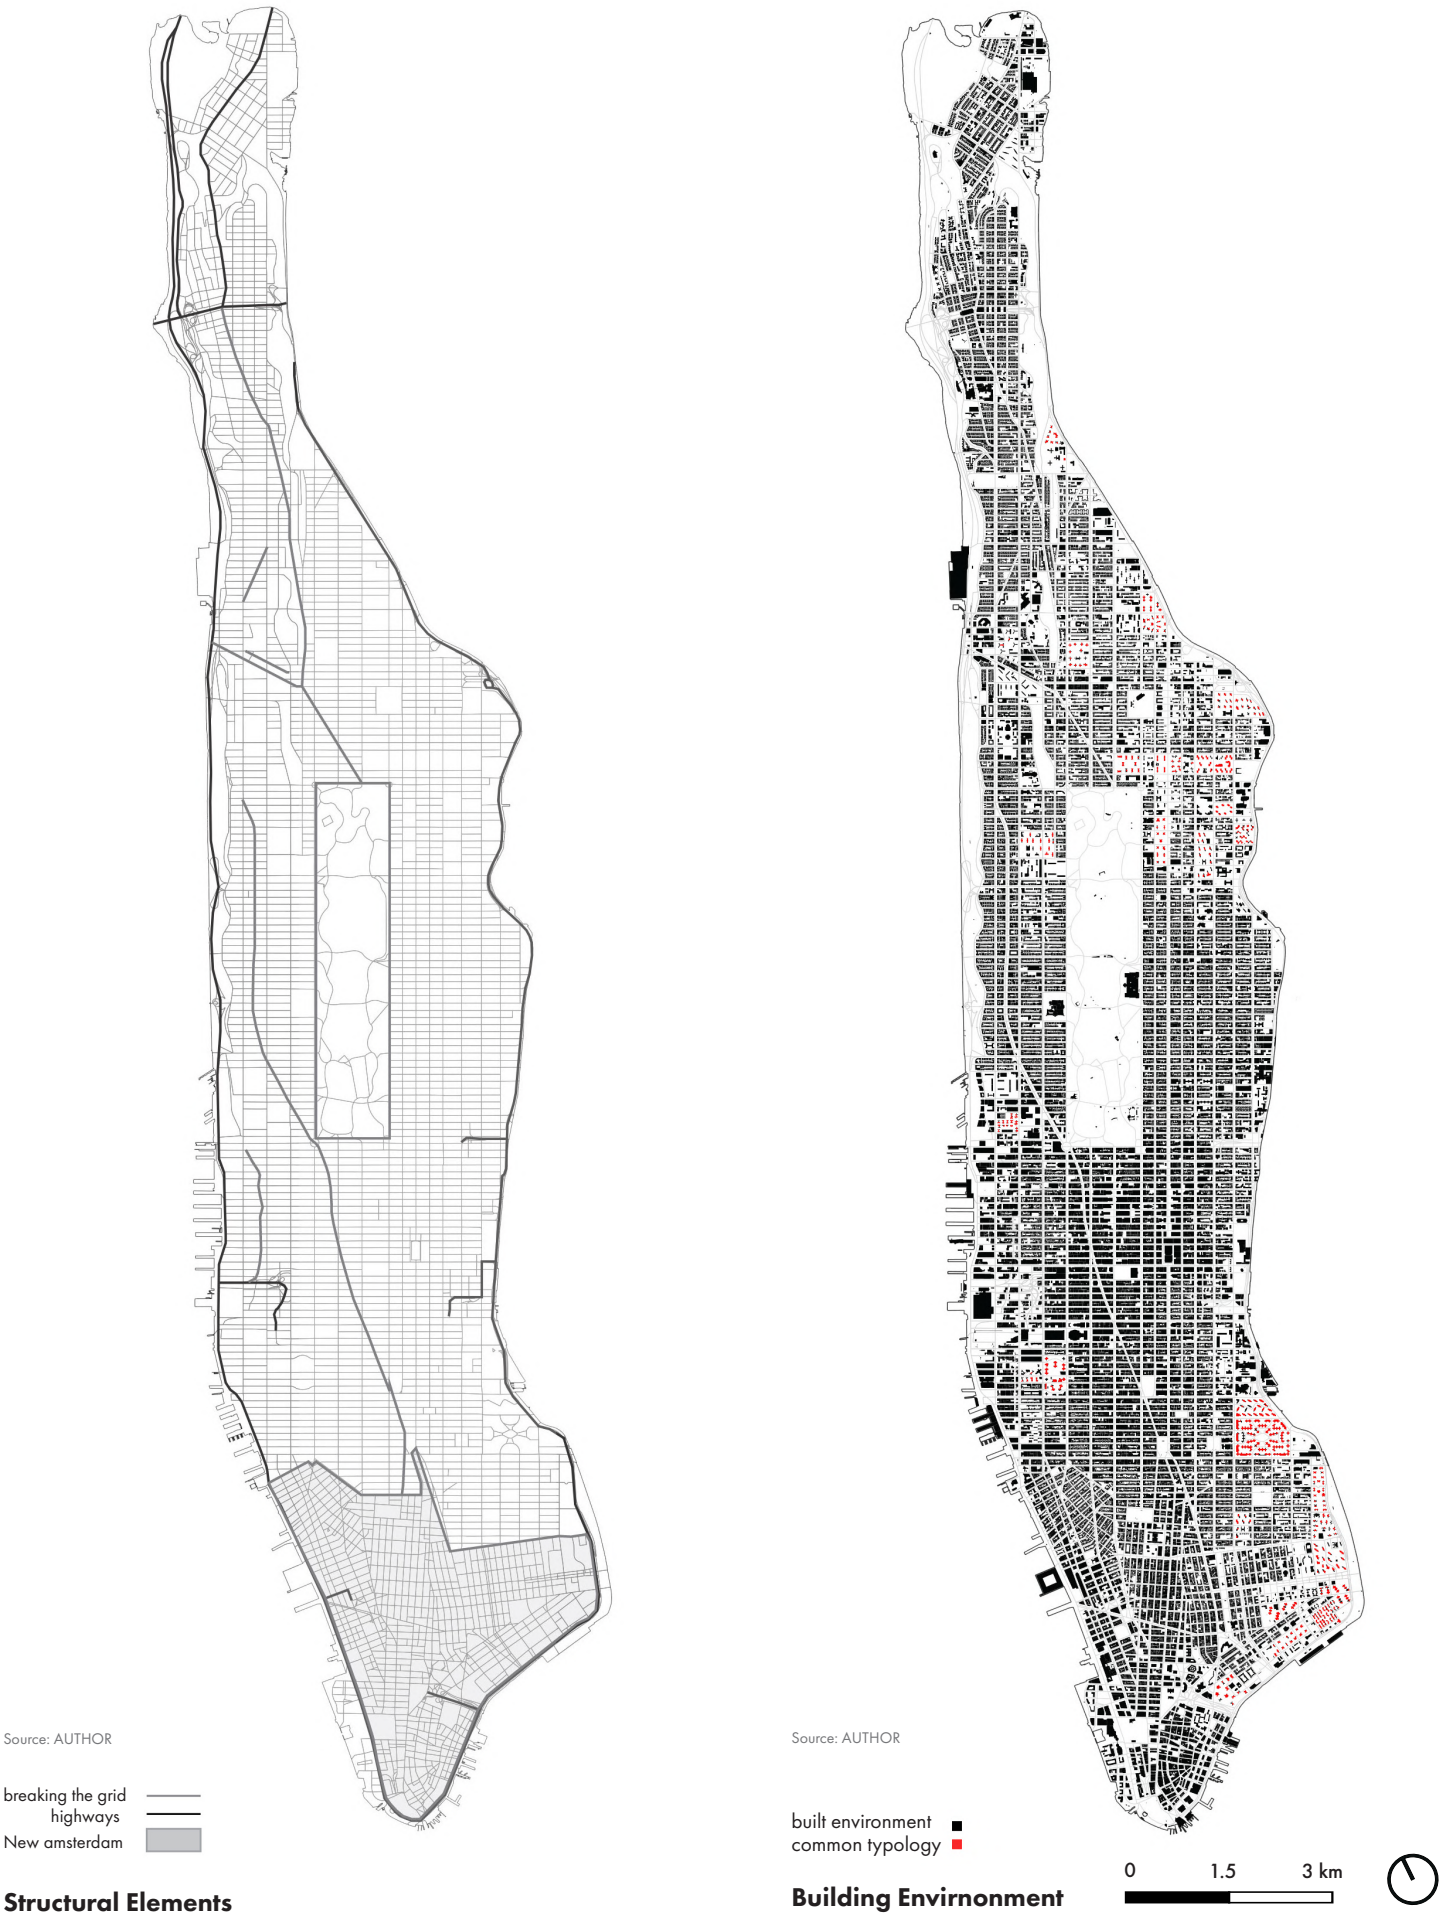 Source: AUTHOR
breaking the grid
highways
New amsterdam
Structural Elements
Source: AUTHOR
built environment
common typology
Building Envirnonment
0 1.5 3 km